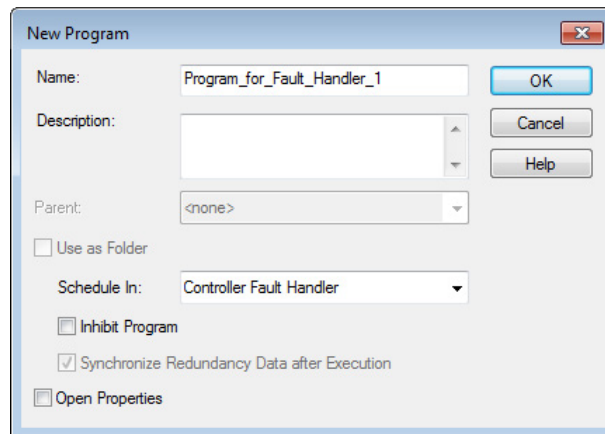 New Program
Name:
Program_for_Fault_Handler_1
OK
Description:
Cancel
Help
Parent:
<none>
Use as Folder
Schedule In:
Controller Fault Handler
Inhibit Program
Synchronize Redundancy Data after Execution
Open Properties